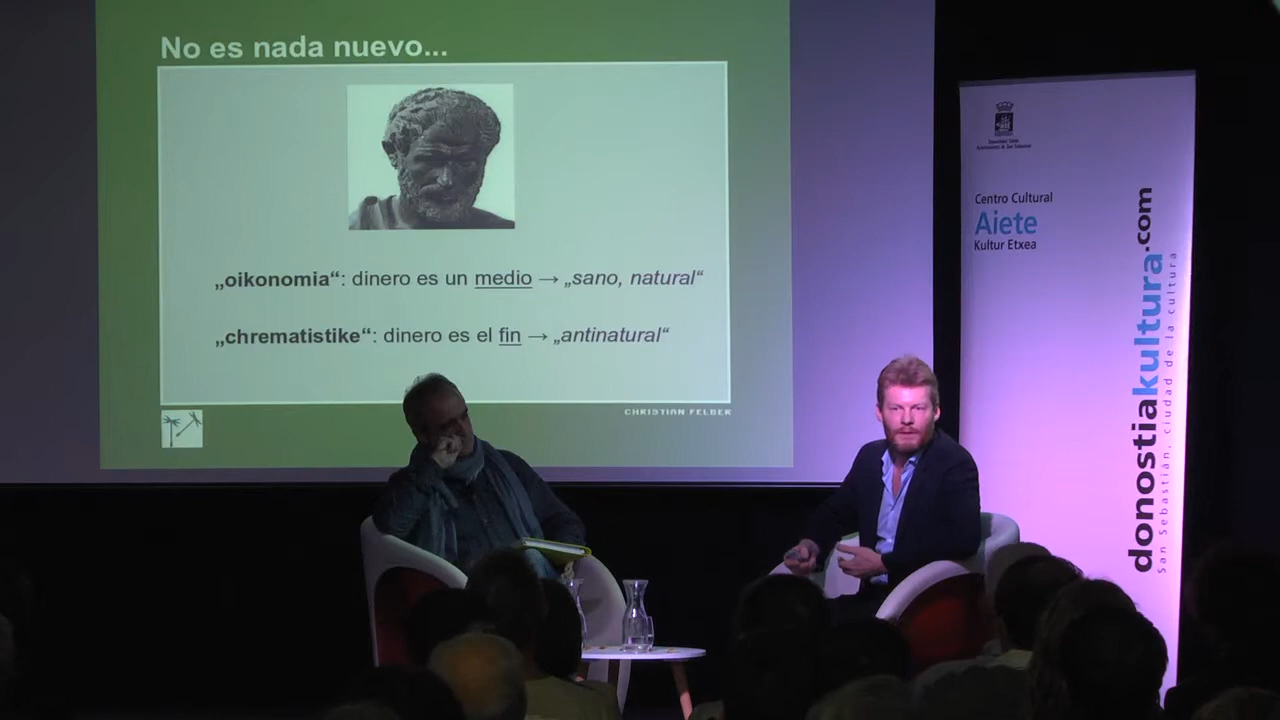 No es nada nuevo...
„oikonomia“: dinero es un medio → „sano, natural“
„chrematistike“: dinero es el fin → „antinatural“
CHRISTIAN FELBER
Centro Cultural
Aiete
Kultur Etxea
donostiakultura.com
San Sebastián, ciudad de la cultura